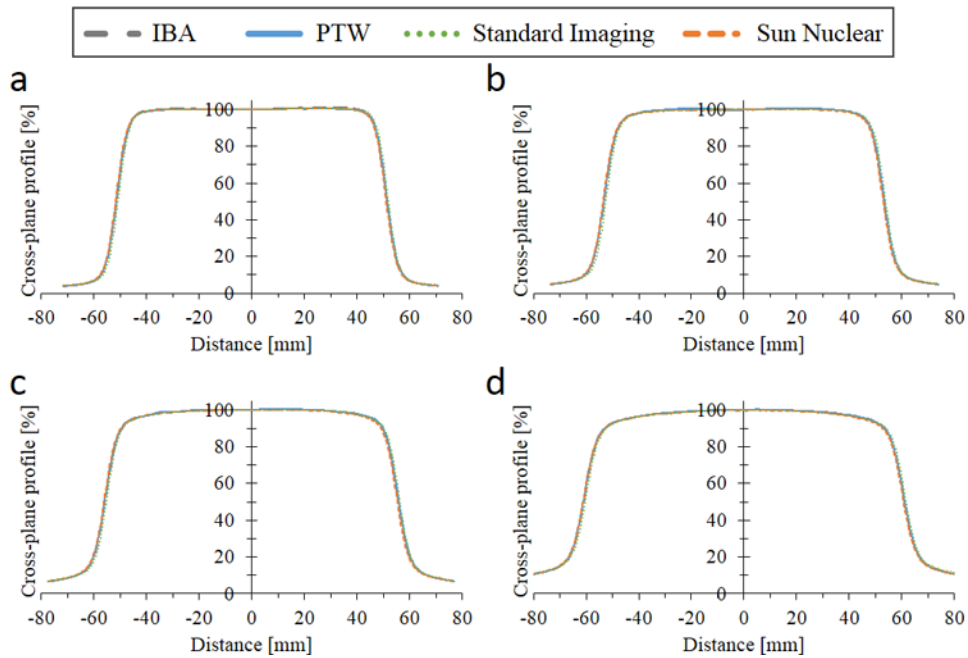 IBA PTW Standard Imaging Sun Nuclear
a
Cross-plane profile [%]
100
80
60
40
20
0
-80 -60 -40 -20 0 20 40 60 80
Distance [mm]
b
Cross-plane profile [%]
100
80
60
40
20
0
-80 -60 -40 -20 0 20 40 60 80
Distance [mm]
c
Cross-plane profile [%]
100
80
60
40
20
0
-80 -60 -40 -20 0 20 40 60 80
Distance [mm]
d
Cross-plane profile [%]
100
80
60
40
20
0
-80 -60 -40 -20 0 20 40 60 80
Distance [mm]